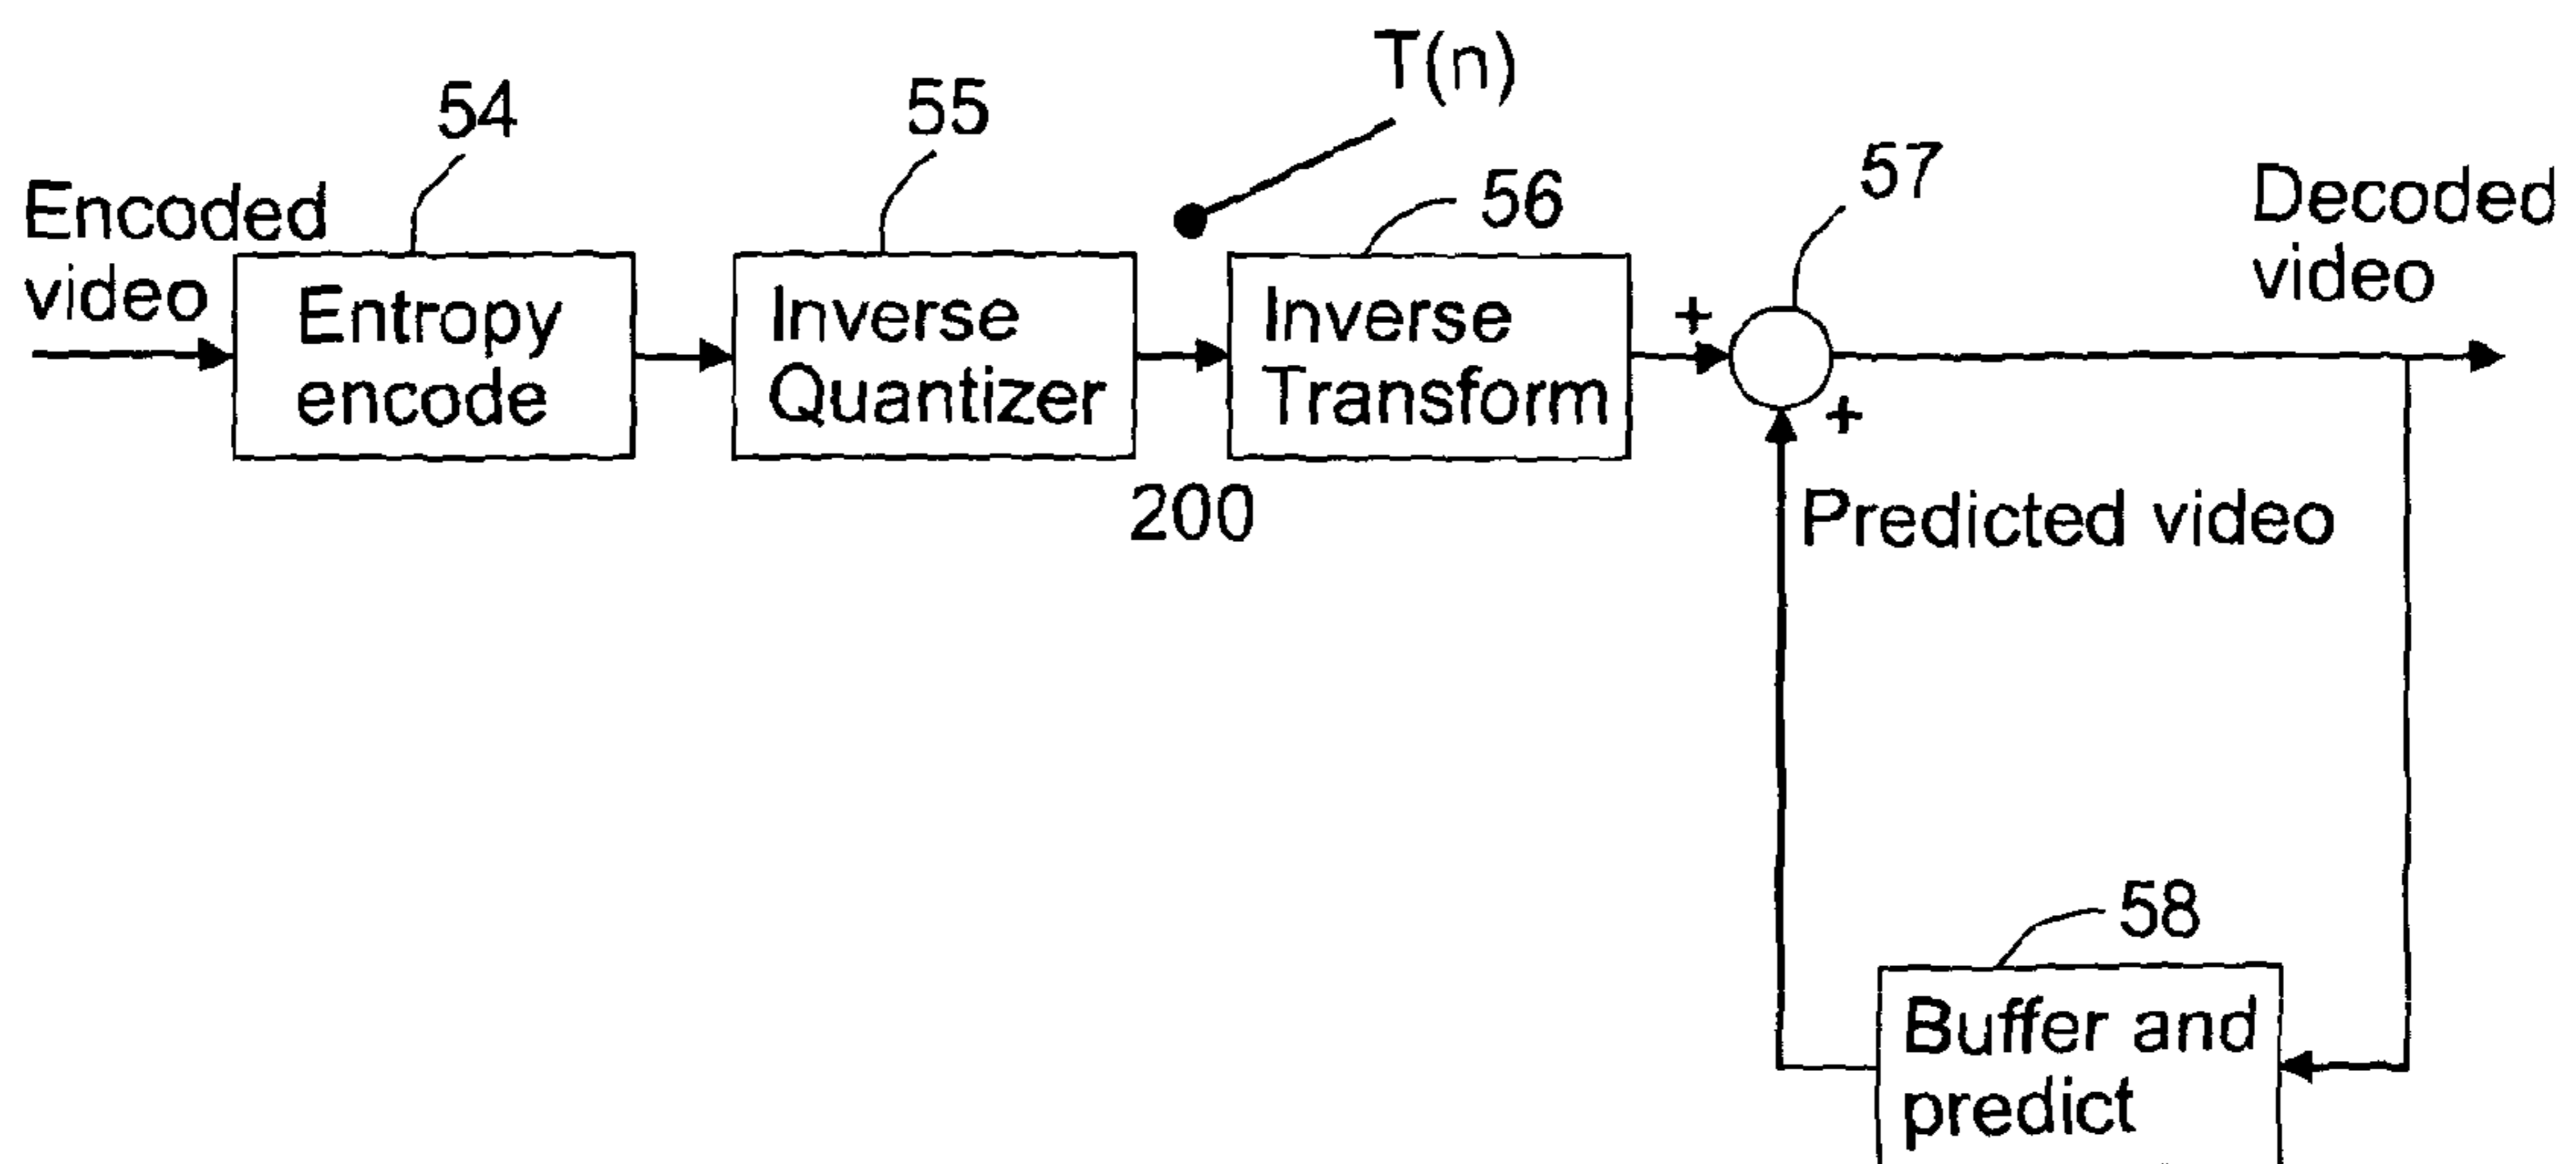 T(n)
54
55
56
57
Encoded
video
Decoded
video
Entropy
encode
Inverse
Quantizer
Inverse
Transform
+
+
200
Predicted video
58
Buffer and
predict